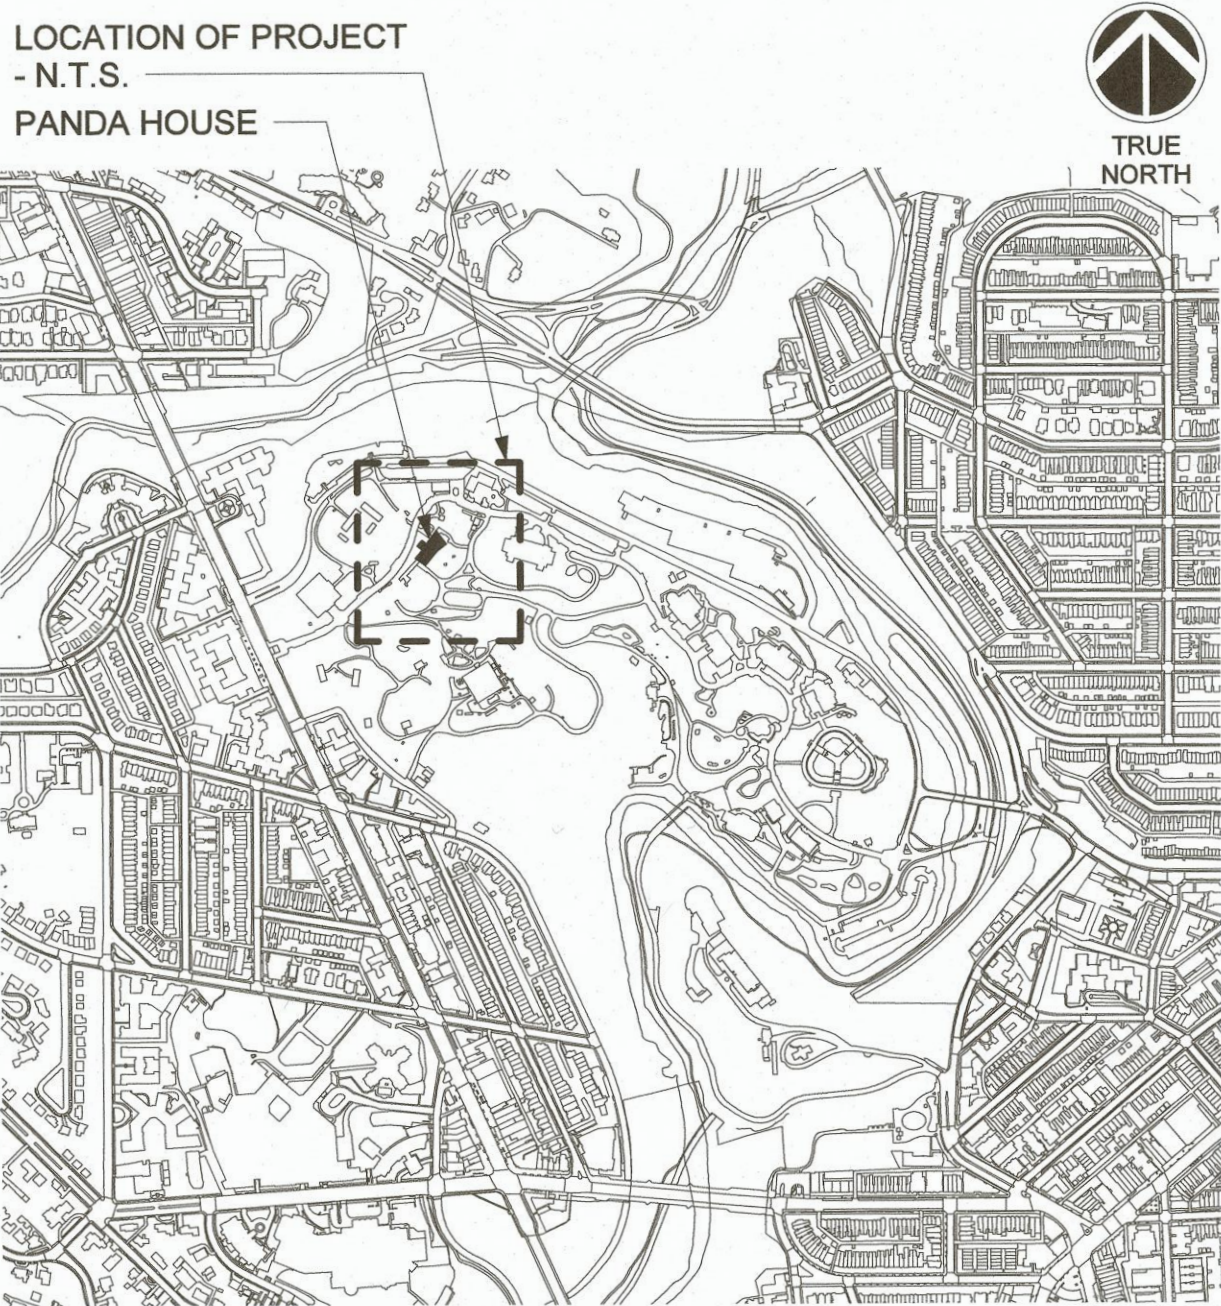 LOCATION OF PROJECT
- N.T.S.
PANDA HOUSE
TRUE
NORTH